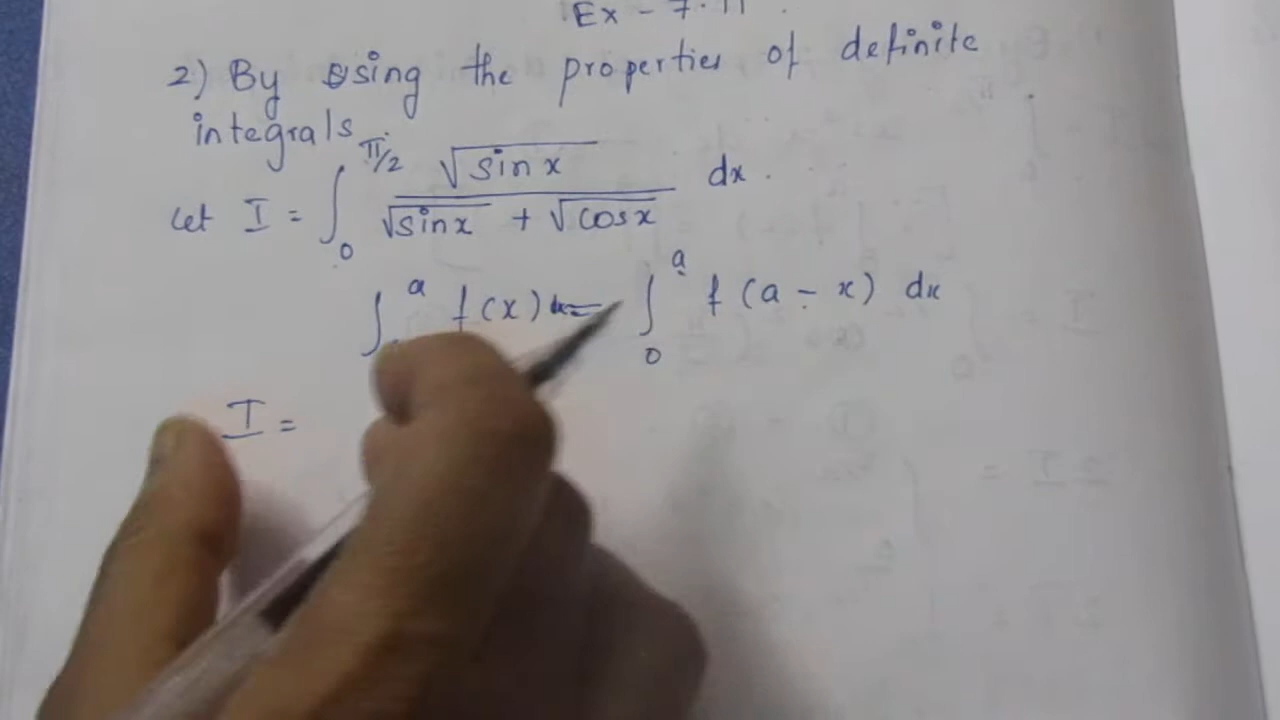 Ex - 7.11.
2) By using the properties of definite
integrals.
let I = ∫₀^{π/2} √sin x / (√sin x + √cos x) dx.
∫^a f(x) dx = ∫₀^a f(a - x) dx
I =